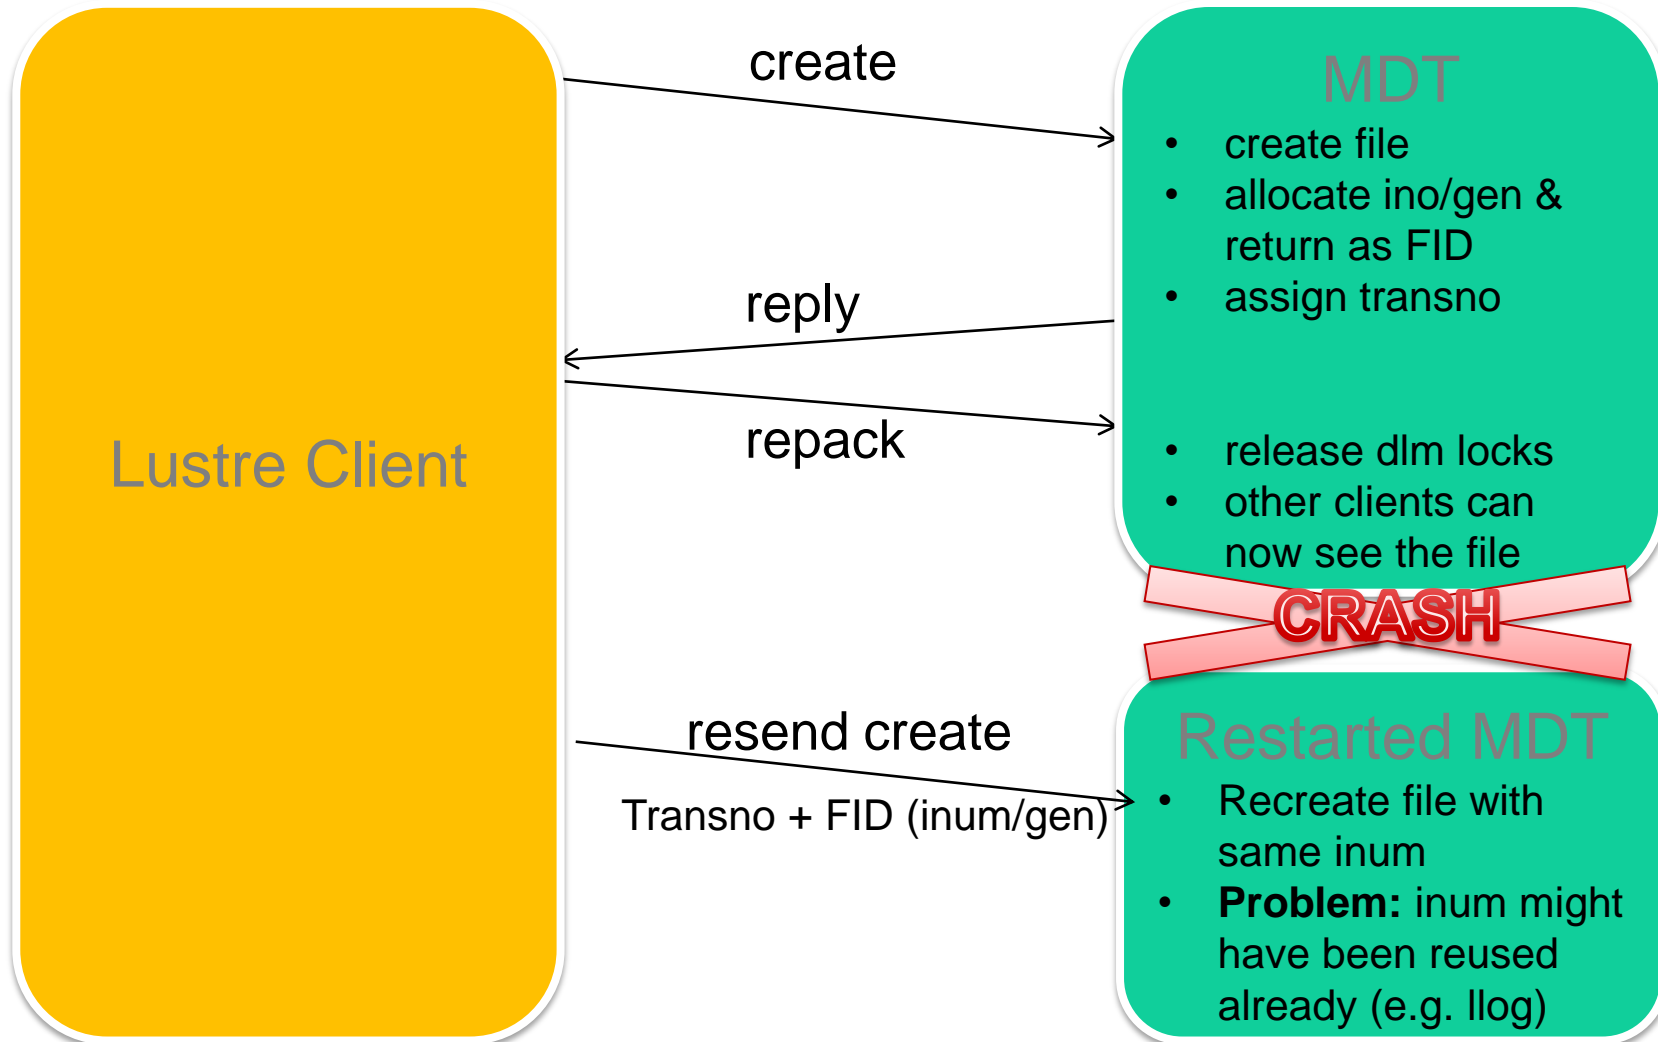 create
MDT
• create file
• allocate ino/gen &
return as FID
• assign transno
reply
repack
Lustre Client
• release dlm locks
• other clients can
now see the file
CRASH
resend create
Transno + FID (inum/gen)
Restarted MDT
• Recreate file with
same inum
• Problem: inum might
have been reused
already (e.g. llog)